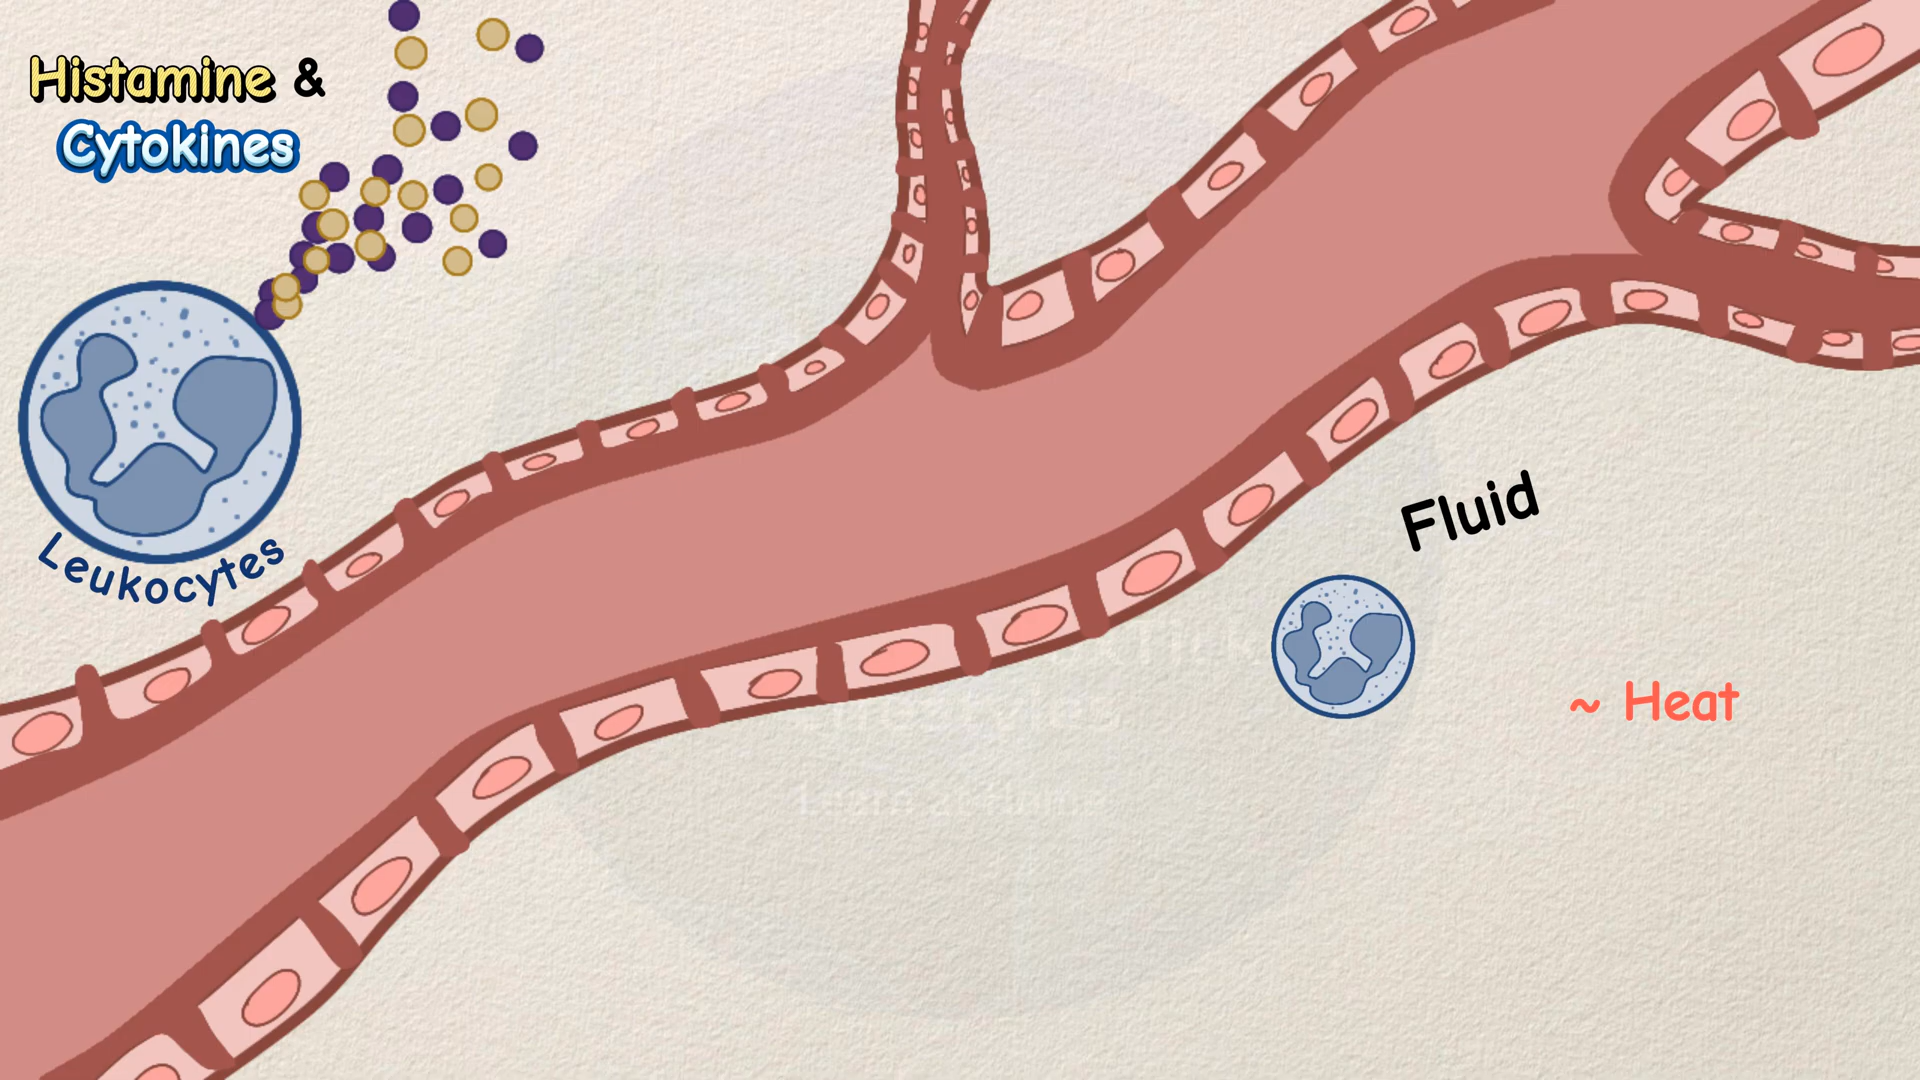 Histamine &
Cytokines
Leukocytes
Fluid
~ Heat